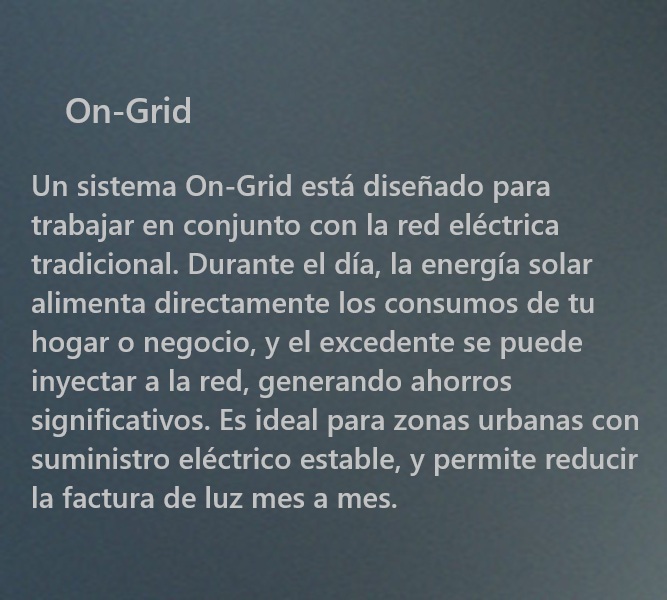 On-Grid
Un sistema On-Grid está diseñado para
trabajar en conjunto con la red eléctrica
tradicional. Durante el día, la energía solar
alimenta directamente los consumos de tu
hogar o negocio, y el excedente se puede
inyectar a la red, generando ahorros
significativos. Es ideal para zonas urbanas con
suministro eléctrico estable, y permite reducir
la factura de luz mes a mes.